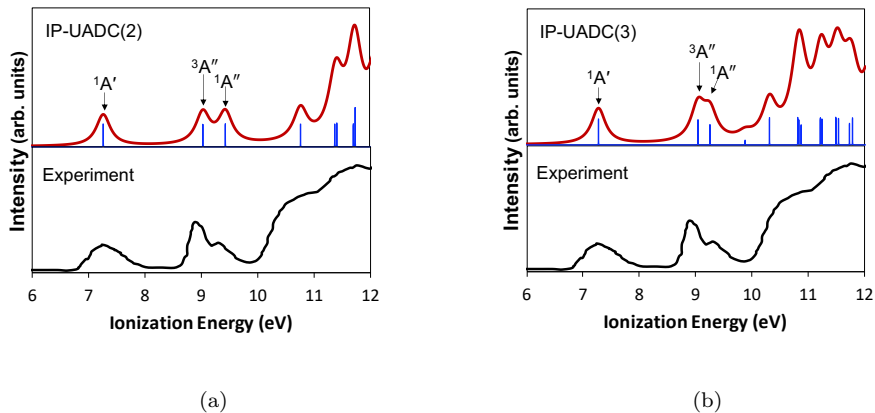 IP-UADC(2)
¹A′
³A″
¹A″
Experiment
Intensity (arb. units)
6 7 8 9 10 11 12
Ionization Energy (eV)
(a)
IP-UADC(3)
¹A′
³A″
¹A″
Experiment
Intensity (arb. units)
6 7 8 9 10 11 12
Ionization Energy (eV)
(b)